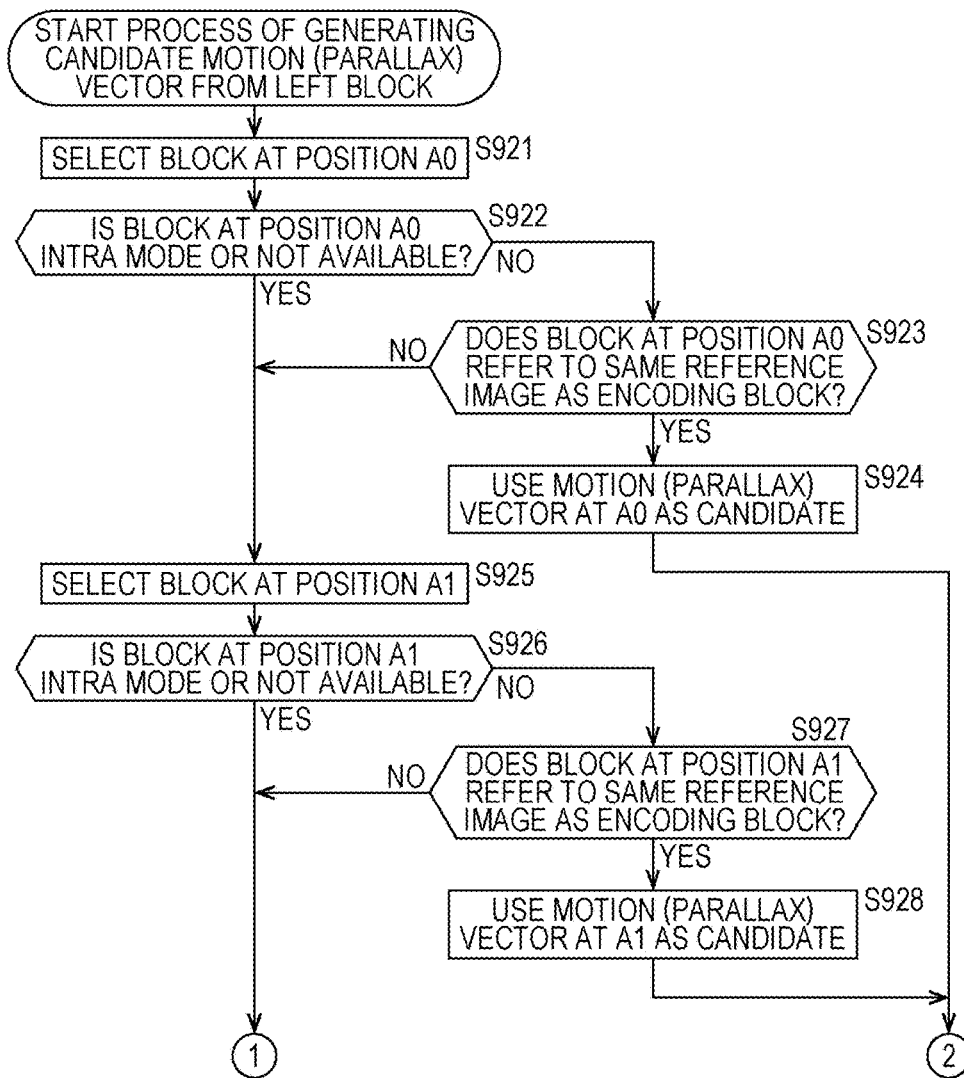 START PROCESS OF GENERATING
CANDIDATE MOTION (PARALLAX)
VECTOR FROM LEFT BLOCK
SELECT BLOCK AT POSITION A0
S921
IS BLOCK AT POSITION A0
INTRA MODE OR NOT AVAILABLE?
S922
NO
YES
DOES BLOCK AT POSITION A0
REFER TO SAME REFERENCE
IMAGE AS ENCODING BLOCK?
S923
NO
YES
USE MOTION (PARALLAX)
VECTOR AT A0 AS CANDIDATE
S924
SELECT BLOCK AT POSITION A1
S925
IS BLOCK AT POSITION A1
INTRA MODE OR NOT AVAILABLE?
S926
NO
YES
S927
DOES BLOCK AT POSITION A1
REFER TO SAME REFERENCE
IMAGE AS ENCODING BLOCK?
NO
YES
USE MOTION (PARALLAX)
VECTOR AT A1 AS CANDIDATE
S928
1
2